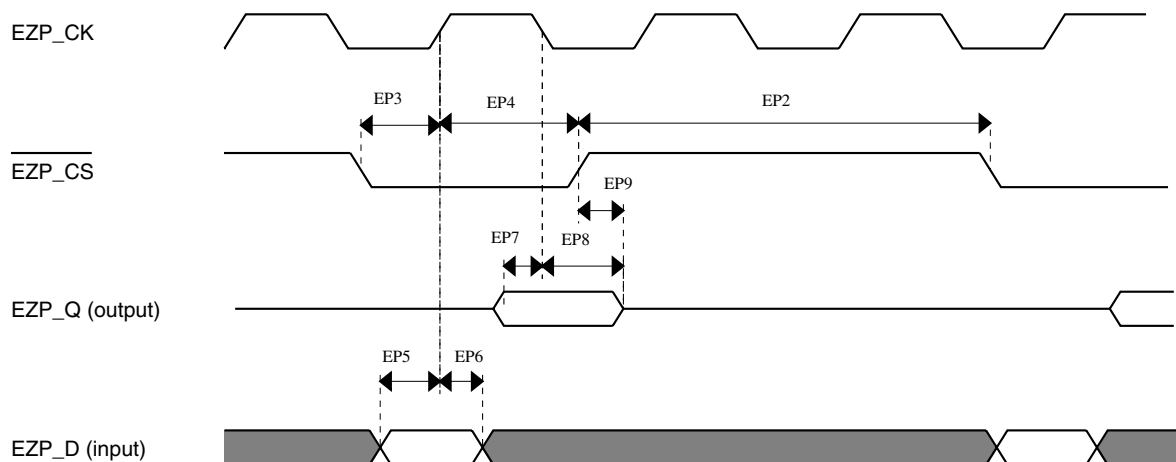 EZP_CK
EP3
EP4
EP2
EZP_CS
EP9
EP7
EP8
EZP_Q (output)
EP5
EP6
EZP_D (input)